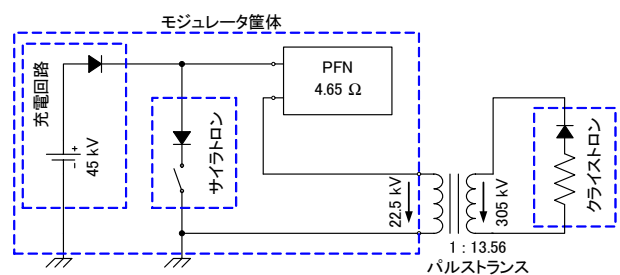 モジュレータ筐体
充電回路
+
-
45 kV
サイラトロン
PFN
4.65 Ω
22.5 kV
305 kV
1 : 13.56
パルストランス
クライストロン